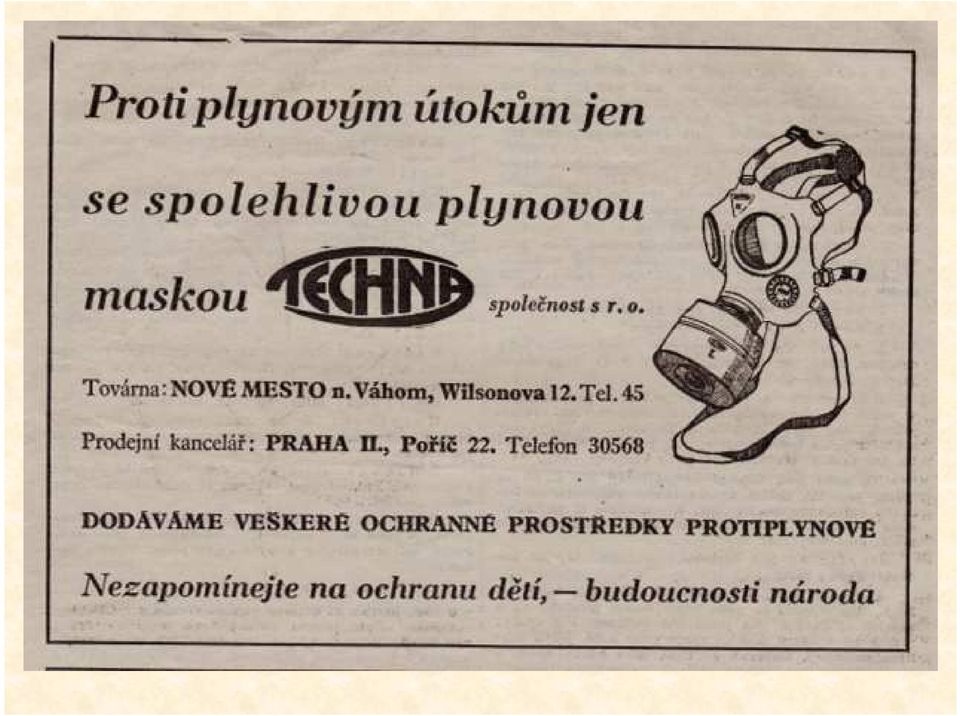 Proti plynovým útokům jen
se spolehlivou plynovou
maskou TECHNA společnost s r. o.
Továrna: NOVÉ MESTO n. Váhom, Wilsonova 12. Tel. 45
Prodejní kancelář: PRAHA II., Poříč 22. Telefon 30568
DODÁVÁME VEŠKERÉ OCHRANNÉ PROSTŘEDKY PROTIPLYNOVÉ
Nezapomínejte na ochranu dětí, — budoucnosti národa